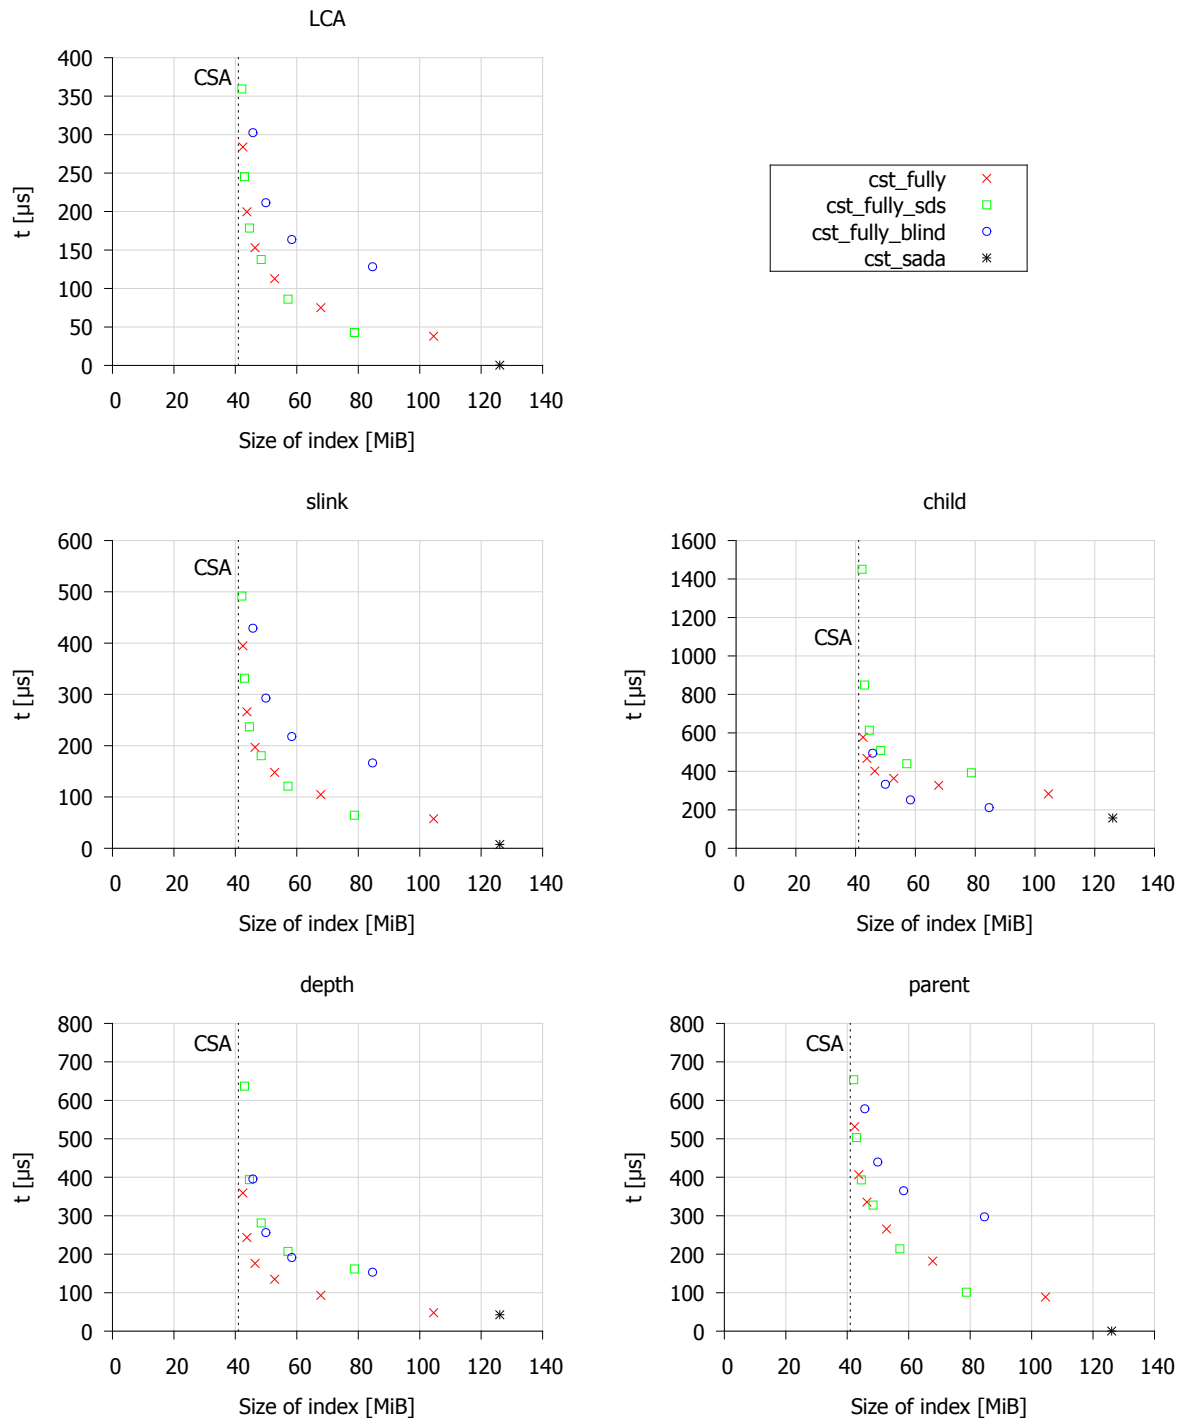 LCA
400
350
300
250
200
150
100
50
0
t [µs]
CSA
0 20 40 60 80 100 120 140
Size of index [MiB]
cst_fully
cst_fully_sds
cst_fully_blind
cst_sada
slink
600
500
400
300
200
100
0
t [µs]
CSA
0 20 40 60 80 100 120 140
Size of index [MiB]
child
1600
1400
1200
1000
800
600
400
200
0
t [µs]
CSA
0 20 40 60 80 100 120 140
Size of index [MiB]
depth
800
700
600
500
400
300
200
100
0
t [µs]
CSA
0 20 40 60 80 100 120 140
Size of index [MiB]
parent
800
700
600
500
400
300
200
100
0
t [µs]
CSA
0 20 40 60 80 100 120 140
Size of index [MiB]